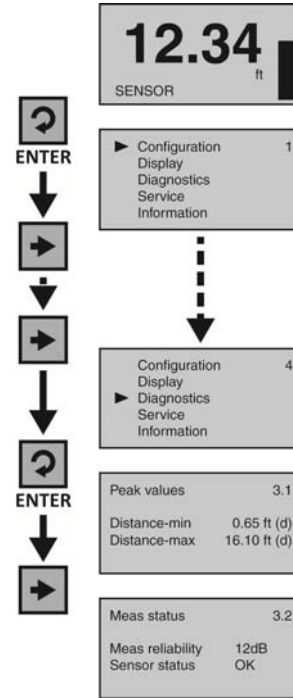 12.34
ft
SENSOR
ENTER
Configuration 1
Display
Diagnostics
Service
Information
Configuration 4
Display
Diagnostics
Service
Information
ENTER
Peak values 3.1
Distance-min 0.65 ft (d)
Distance-max 16.10 ft (d)
Meas status 3.2
Meas reliability 12dB
Sensor status OK